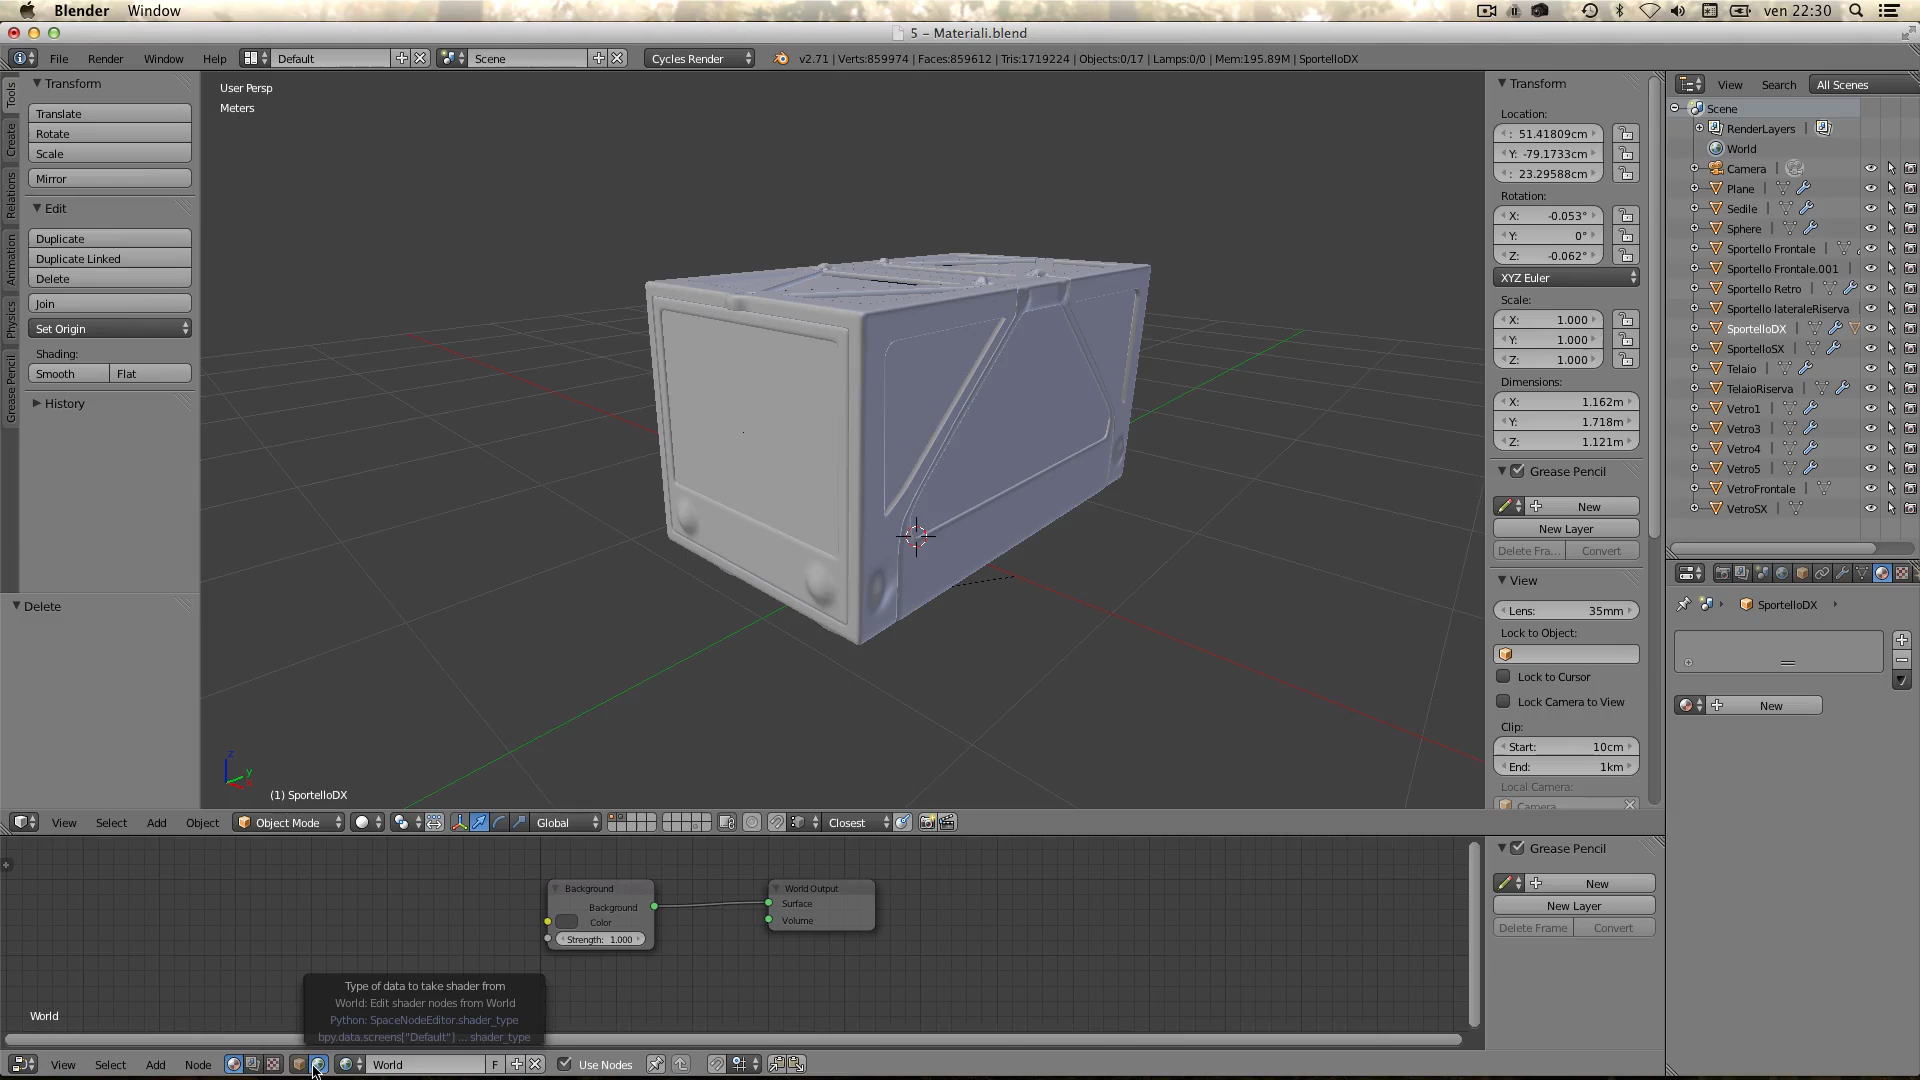 Blender Window
ven 22:30
5 – Materiali.blend
File Render Window Help Default Scene Cycles Render v2.71 | Verts:859974 | Faces:859612 | Tris:1719224 | Objects:0/17 | Lamps:0/0 | Mem:195.89M | SportelloDX
Tools
Create
Relations
Animation
Physics
Grease Pencil
Transform
Translate
Rotate
Scale
Mirror
Edit
Duplicate
Duplicate Linked
Delete
Join
Set Origin
Shading:
Smooth Flat
History
Delete
User Persp
Meters
z
y
(1) SportelloDX
Transform
Location:
: 51.41809cm
Y: -79.1733cm
: 23.29588cm
Rotation:
X: -0.053°
Y: 0°
Z: -0.062°
XYZ Euler
Scale:
X: 1.000
Y: 1.000
Z: 1.000
Dimensions:
X: 1.162m
Y: 1.718m
Z: 1.121m
Grease Pencil
New
New Layer
Delete Fra... Convert
View
Lens: 35mm
Lock to Object:
Lock to Cursor
Lock Camera to View
Clip:
Start: 10cm
End: 1km
Local Camera:
Camera
View Search All Scenes
Scene
RenderLayers |
World
Camera |
Plane |
Sedile |
Sphere |
Sportello Frontale |
Sportello Frontale.001
Sportello Retro |
Sportello lateraleRiserva
SportelloDX |
SportelloSX |
Telaio |
TelaioRiserva |
Vetro1 |
Vetro3 |
Vetro4 |
Vetro5 |
VetroFrontale |
VetroSX |
SportelloDX
New
View Select Add Object Object Mode Global Closest
Background
Background
Color
Strength: 1.000
World Output
Surface
Volume
Type of data to take shader from
World: Edit shader nodes from World
Python: SpaceNodeEditor.shader_type
bpy.data.screens["Default"] ... shader_type
World
Grease Pencil
New
New Layer
Delete Frame Convert
View Select Add Node World F Use Nodes